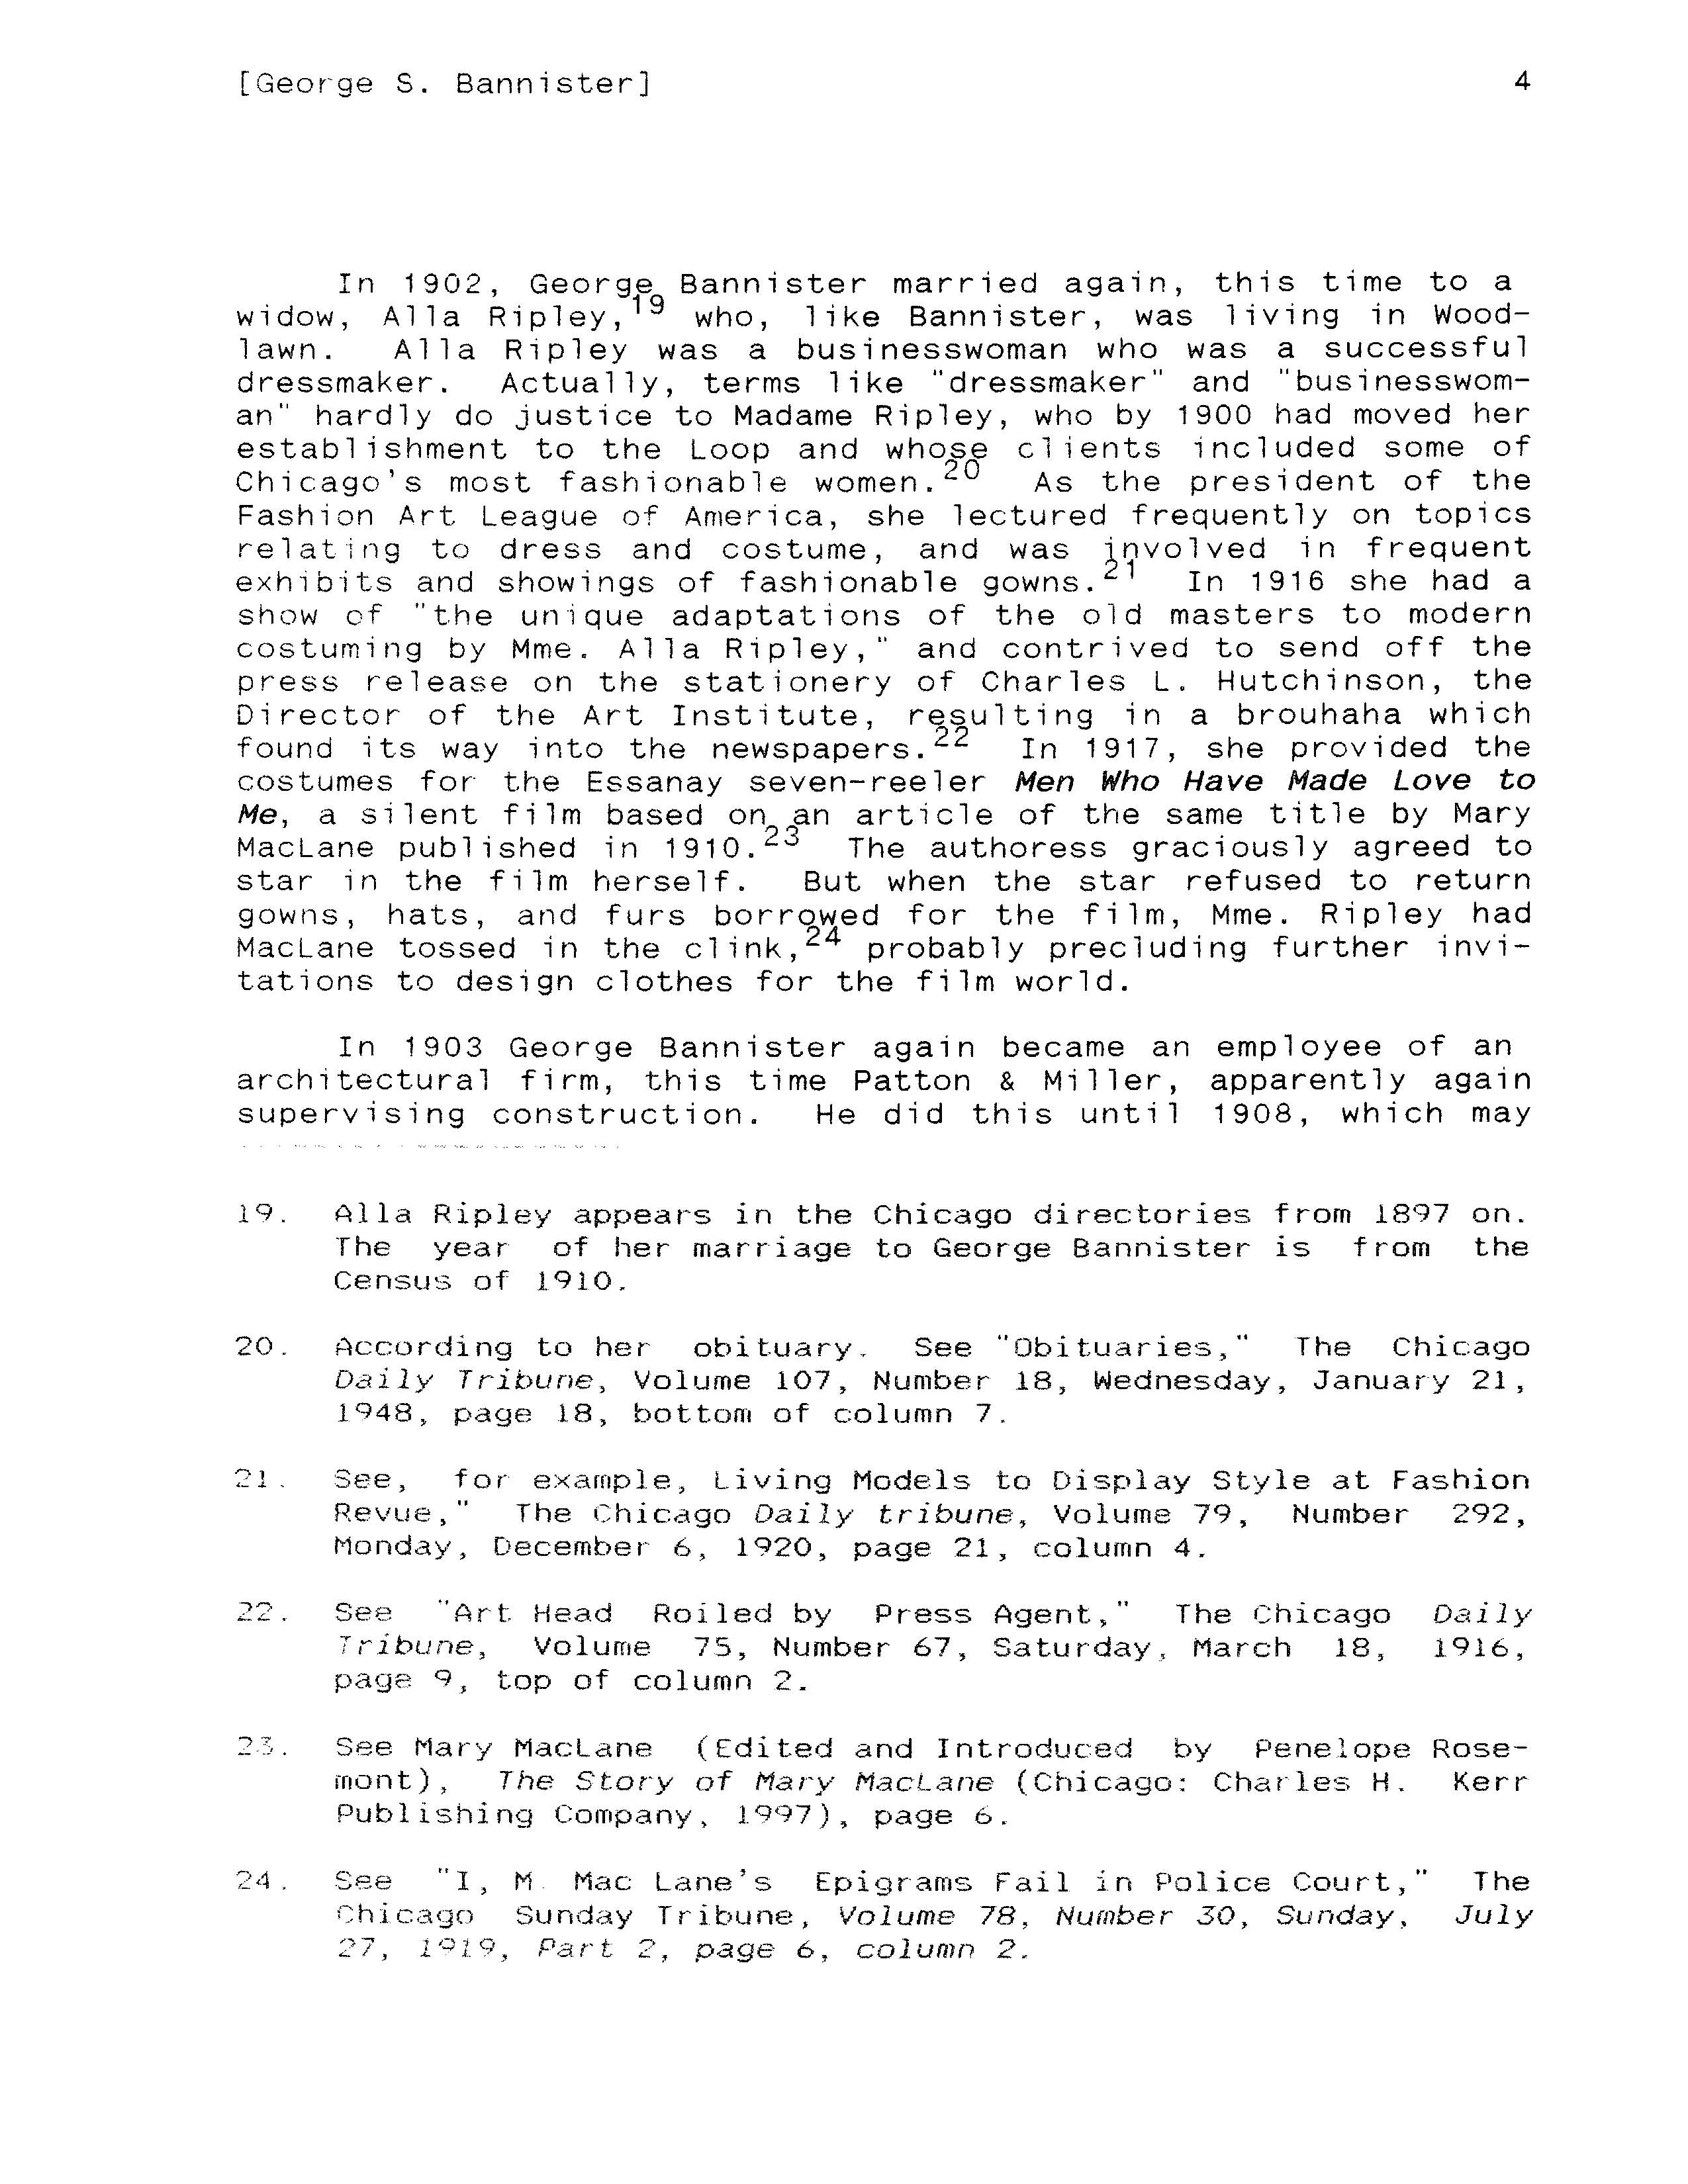 [George S. Bannister] 4
In 1902, George Bannister married again, this time to a
widow, Alla Ripley,19 who, like Bannister, was living in Wood-
lawn. Alla Ripley was a businesswoman who was a successful
dressmaker. Actually, terms like "dressmaker" and "businesswom-
an" hardly do justice to Madame Ripley, who by 1900 had moved her
establishment to the Loop and whose clients included some of
Chicago's most fashionable women.20 As the president of the
Fashion Art League of America, she lectured frequently on topics
relating to dress and costume, and was involved in frequent
exhibits and showings of fashionable gowns.21 In 1916 she had a
show of "the unique adaptations of the old masters to modern
costuming by Mme. Alla Ripley," and contrived to send off the
press release on the stationery of Charles L. Hutchinson, the
Director of the Art Institute, resulting in a brouhaha which
found its way into the newspapers.22 In 1917, she provided the
costumes for the Essanay seven-reeler Men Who Have Made Love to
Me, a silent film based on an article of the same title by Mary
MacLane published in 1910.23 The authoress graciously agreed to
star in the film herself. But when the star refused to return
gowns, hats, and furs borrowed for the film, Mme. Ripley had
MacLane tossed in the clink,24 probably precluding further invi-
tations to design clothes for the film world.
In 1903 George Bannister again became an employee of an
architectural firm, this time Patton & Miller, apparently again
supervising construction. He did this until 1908, which may
19. Alla Ripley appears in the Chicago directories from 1897 on.
The year of her marriage to George Bannister is from the
Census of 1910.
20. According to her obituary. See "Obituaries," The Chicago
Daily Tribune, Volume 107, Number 18, Wednesday, January 21,
1948, page 18, bottom of column 7.
21. See, for example, Living Models to Display Style at Fashion
Revue," The Chicago Daily tribune, Volume 79, Number 292,
Monday, December 6, 1920, page 21, column 4.
22. See "Art Head Roiled by Press Agent," The Chicago Daily
Tribune, Volume 75, Number 67, Saturday, March 18, 1916,
page 9, top of column 2.
23. See Mary MacLane (Edited and Introduced by Penelope Rose-
mont), The Story of Mary MacLane (Chicago: Charles H. Kerr
Publishing Company, 1997), page 6.
24. See "I, M. Mac Lane's Epigrams Fail in Police Court," The
Chicago Sunday Tribune, Volume 78, Number 30, Sunday, July
27, 1919, Part 2, page 6, column 2.